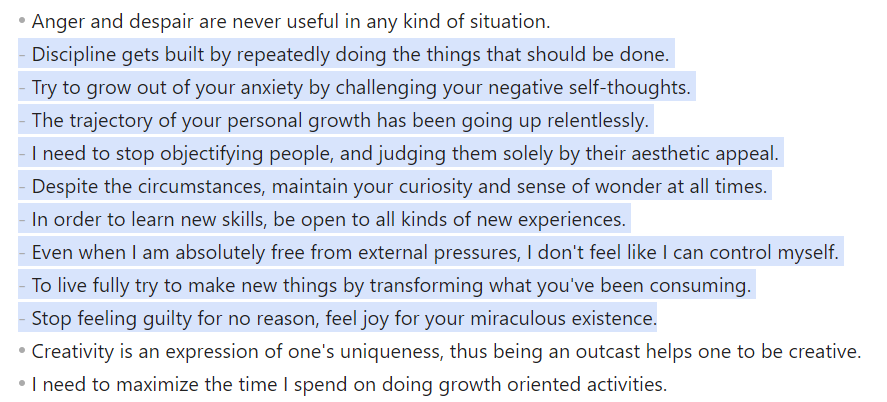 • Anger and despair are never useful in any kind of situation.
- Discipline gets built by repeatedly doing the things that should be done.
- Try to grow out of your anxiety by challenging your negative self-thoughts.
- The trajectory of your personal growth has been going up relentlessly.
- I need to stop objectifying people, and judging them solely by their aesthetic appeal.
- Despite the circumstances, maintain your curiosity and sense of wonder at all times.
- In order to learn new skills, be open to all kinds of new experiences.
- Even when I am absolutely free from external pressures, I don't feel like I can control myself.
- To live fully try to make new things by transforming what you've been consuming.
- Stop feeling guilty for no reason, feel joy for your miraculous existence.
• Creativity is an expression of one's uniqueness, thus being an outcast helps one to be creative.
• I need to maximize the time I spend on doing growth oriented activities.